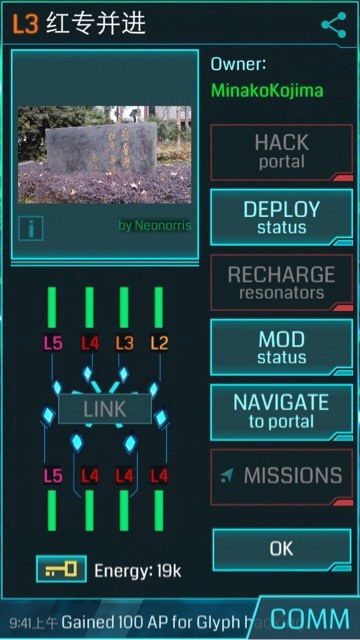 L3 红专并进
Owner:
MinakoKojima
HACK
portal
by Neonorris
DEPLOY
status
RECHARGE
resonators
L5 L4 L3 L2
MOD
status
LINK
NAVIGATE
to portal
L5 L4 L4 L4
MISSIONS
OK
Energy: 19k
9:41上午 Gained 100 AP for Glyph
COMM